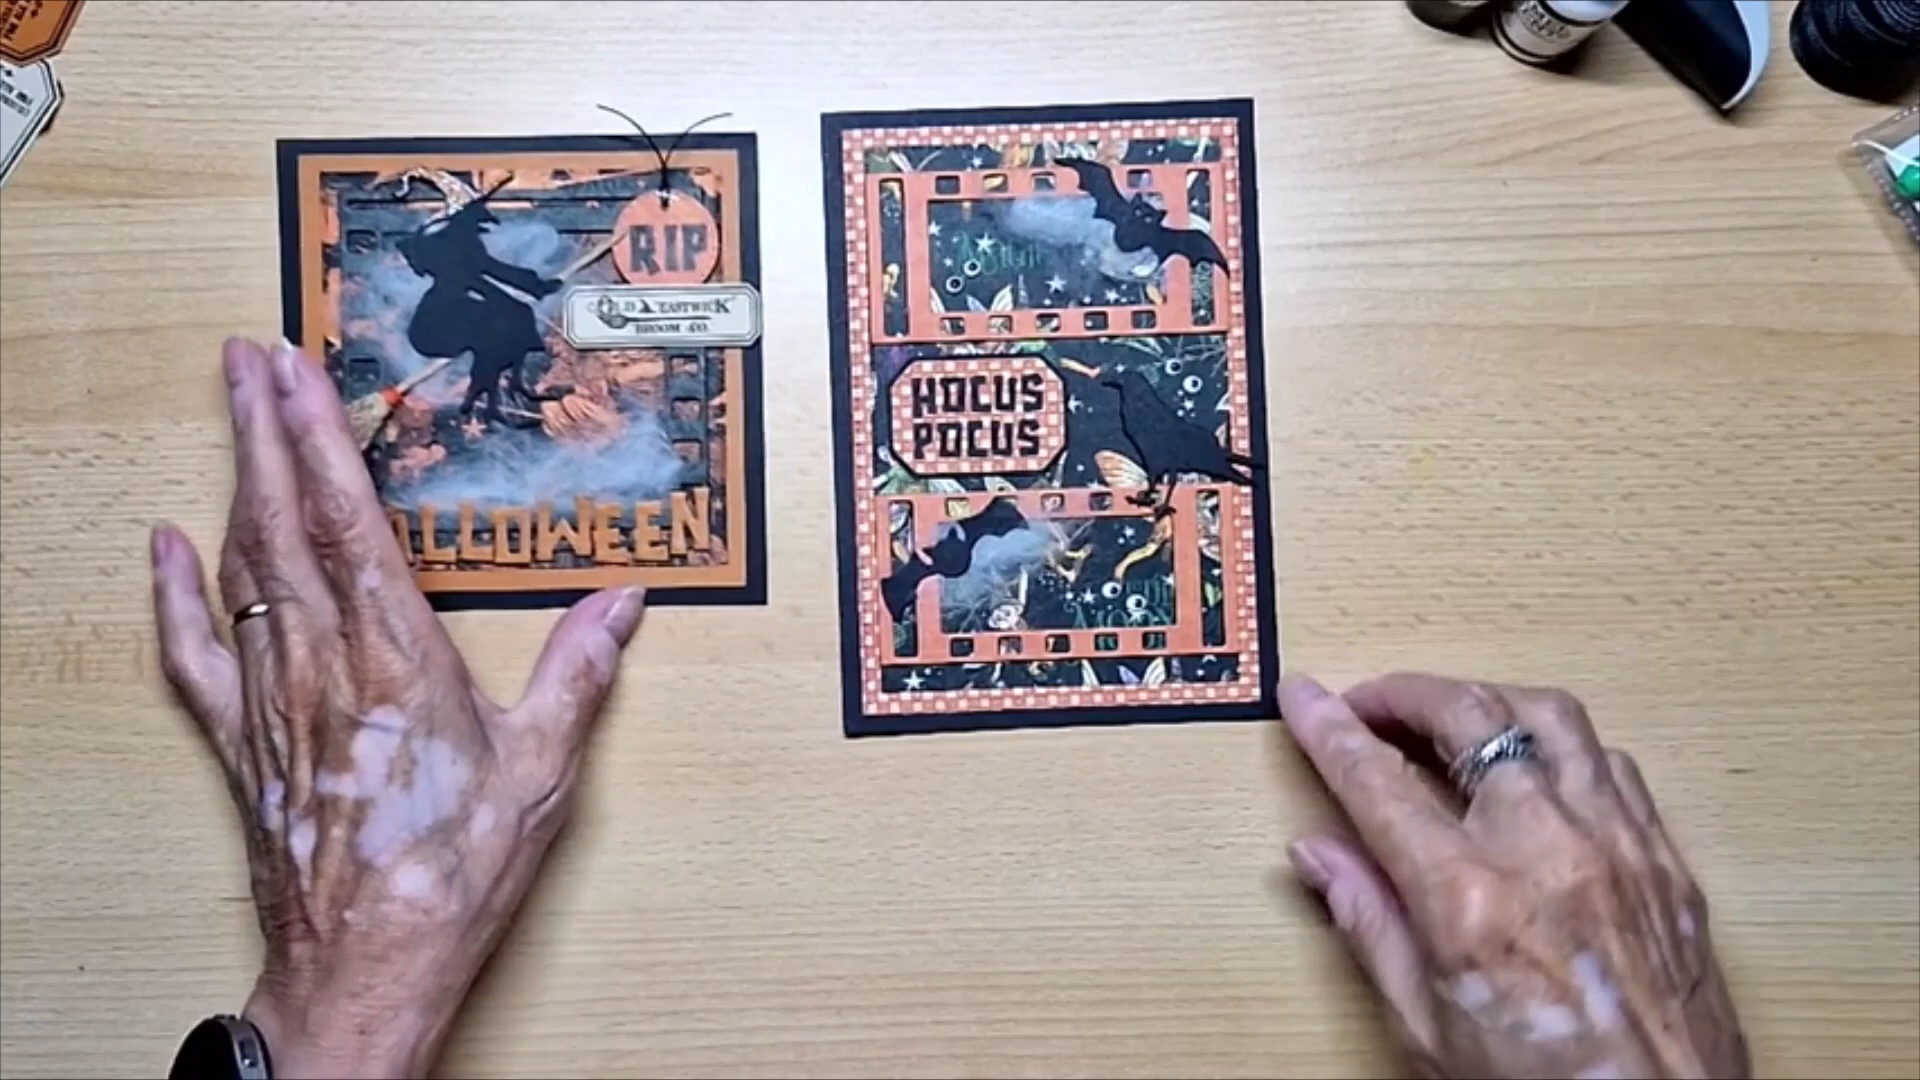 RIP
OLD EASTWICK
BROOM CO.
ALLOWEEN
HOCUS
POCUS